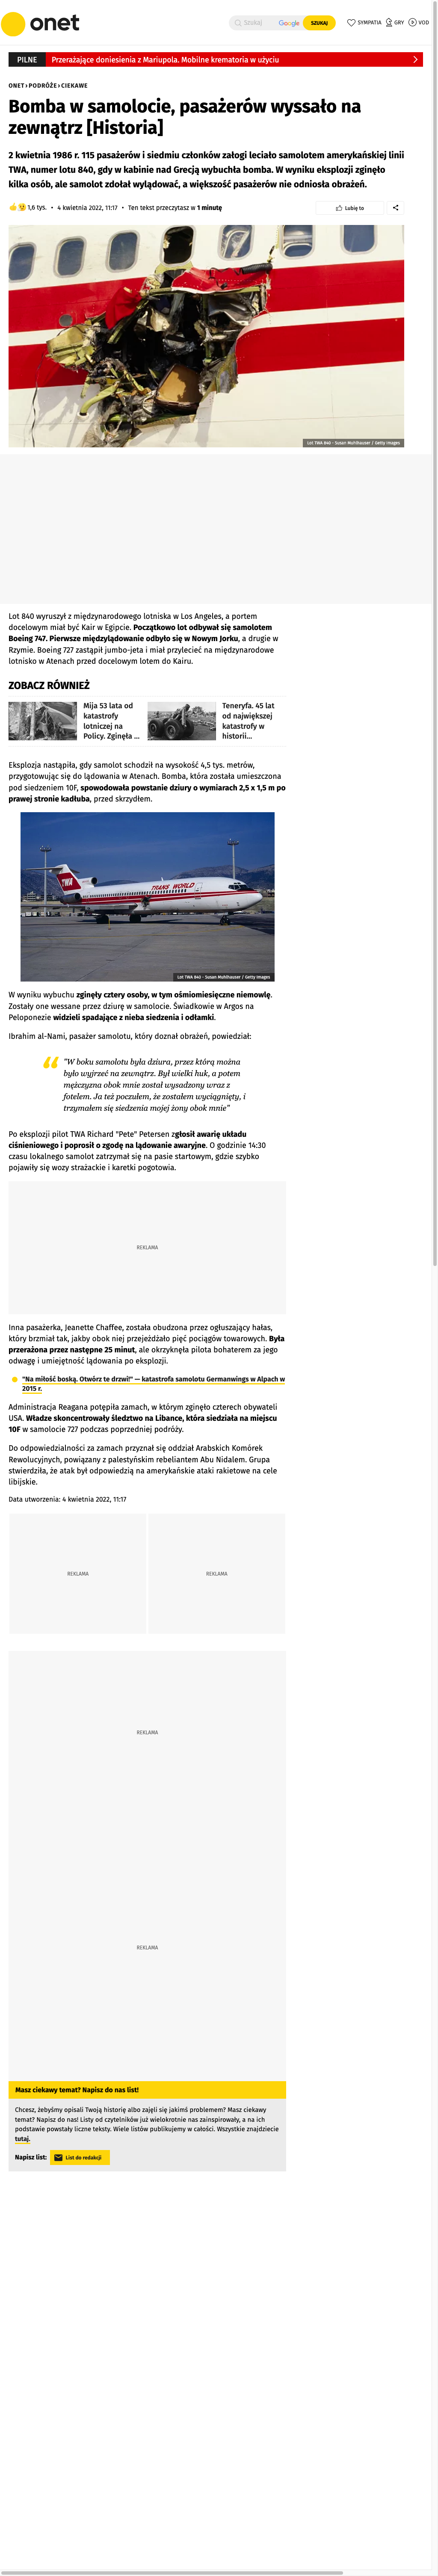 onet
Szukaj
Google
SZUKAJ
SYMPATIA
GRY
VOD
PILNE
Przerażające doniesienia z Mariupola. Mobilne krematoria w użyciu
ONET › PODRÓŻE › CIEKAWE
Bomba w samolocie, pasażerów wyssało na
zewnątrz [Historia]
2 kwietnia 1986 r. 115 pasażerów i siedmiu członków załogi leciało samolotem amerykańskiej linii
TWA, numer lotu 840, gdy w kabinie nad Grecją wybuchła bomba. W wyniku eksplozji zginęło
kilka osób, ale samolot zdołał wylądować, a większość pasażerów nie odniosła obrażeń.
1,6 tys. • 4 kwietnia 2022, 11:17 • Ten tekst przeczytasz w 1 minutę
Lubię to
Lot TWA 840 - Susan Muhlhauser / Getty Images
Lot 840 wyruszył z międzynarodowego lotniska w Los Angeles, a portem
docelowym miał być Kair w Egipcie. Początkowo lot odbywał się samolotem
Boeing 747. Pierwsze międzylądowanie odbyło się w Nowym Jorku, a drugie w
Rzymie. Boeing 727 zastąpił jumbo-jeta i miał przylecieć na międzynarodowe
lotnisko w Atenach przed docelowym lotem do Kairu.
ZOBACZ RÓWNIEŻ
Mija 53 lata od
katastrofy
lotniczej na
Policy. Zginęła ...
Teneryfa. 45 lat
od największej
katastrofy w
historii...
Eksplozja nastąpiła, gdy samolot schodził na wysokość 4,5 tys. metrów,
przygotowując się do lądowania w Atenach. Bomba, która została umieszczona
pod siedzeniem 10F, spowodowała powstanie dziury o wymiarach 2,5 x 1,5 m po
prawej stronie kadłuba, przed skrzydłem.
TWA
TRANS WORLD
Lot TWA 840 - Susan Muhlhauser / Getty Images
W wyniku wybuchu zginęły cztery osoby, w tym ośmiomiesięczne niemowlę.
Zostały one wessane przez dziurę w samolocie. Świadkowie w Argos na
Peloponezie widzieli spadające z nieba siedzenia i odłamki.
Ibrahim al-Nami, pasażer samolotu, który doznał obrażeń, powiedział:
"W boku samolotu była dziura, przez którą można
było wyjrzeć na zewnątrz. Był wielki huk, a potem
mężczyzna obok mnie został wysadzony wraz z
fotelem. Ja też poczułem, że zostałem wyciągnięty, i
trzymałem się siedzenia mojej żony obok mnie"
Po eksplozji pilot TWA Richard "Pete" Petersen zgłosił awarię układu
ciśnieniowego i poprosił o zgodę na lądowanie awaryjne. O godzinie 14:30
czasu lokalnego samolot zatrzymał się na pasie startowym, gdzie szybko
pojawiły się wozy strażackie i karetki pogotowia.
REKLAMA
Inna pasażerka, Jeanette Chaffee, została obudzona przez ogłuszający hałas,
który brzmiał tak, jakby obok niej przejeżdżało pięć pociągów towarowych. Była
przerażona przez następne 25 minut, ale okrzyknęła pilota bohaterem za jego
odwagę i umiejętność lądowania po eksplozji.
"Na miłość boską. Otwórz te drzwi!" — katastrofa samolotu Germanwings w Alpach w
2015 r.
Administracja Reagana potępiła zamach, w którym zginęło czterech obywateli
USA. Władze skoncentrowały śledztwo na Libance, która siedziała na miejscu
10F w samolocie 727 podczas poprzedniej podróży.
Do odpowiedzialności za zamach przyznał się oddział Arabskich Komórek
Rewolucyjnych, powiązany z palestyńskim rebeliantem Abu Nidalem. Grupa
stwierdziła, że atak był odpowiedzią na amerykańskie ataki rakietowe na cele
libijskie.
Data utworzenia: 4 kwietnia 2022, 11:17
REKLAMA
REKLAMA
REKLAMA
REKLAMA
Masz ciekawy temat? Napisz do nas list!
Chcesz, żebyśmy opisali Twoją historię albo zajęli się jakimś problemem? Masz ciekawy
temat? Napisz do nas! Listy od czytelników już wielokrotnie nas zainspirowały, a na ich
podstawie powstały liczne teksty. Wiele listów publikujemy w całości. Wszystkie znajdziecie
tutaj.
Napisz list:
List do redakcji